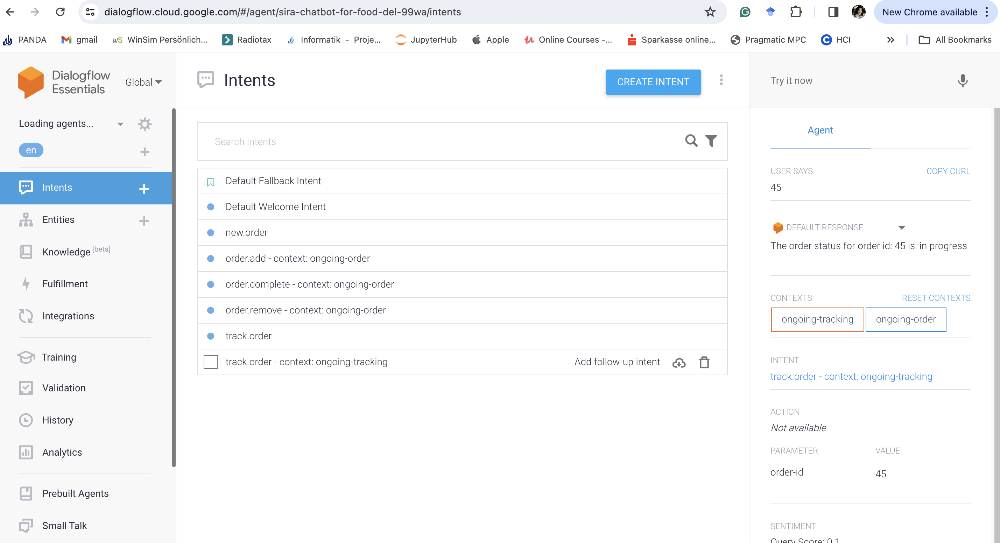 dialogflow.cloud.google.com/#/agent/sira-chatbot-for-food-del-99wa/intents
New Chrome available
PANDA
gmail
WinSim Persönlich...
Radiotax
Informatik - Proje...
JupyterHub
Apple
Online Courses -...
Sparkasse online...
Pragmatic MPC
HCI
All Bookmarks
Dialogflow
Essentials
Global
Loading agents...
en
Intents
Entities
Knowledge [beta]
Fulfillment
Integrations
Training
Validation
History
Analytics
Prebuilt Agents
Small Talk
Intents
CREATE INTENT
Search intents
Default Fallback Intent
Default Welcome Intent
new.order
order.add - context: ongoing-order
order.complete - context: ongoing-order
order.remove - context: ongoing-order
track.order
track.order - context: ongoing-tracking
Add follow-up intent
Try it now
Agent
USER SAYS
COPY CURL
45
DEFAULT RESPONSE
The order status for order id: 45 is: in progress
CONTEXTS
RESET CONTEXTS
ongoing-tracking
ongoing-order
INTENT
track.order - context: ongoing-tracking
ACTION
Not available
PARAMETER
VALUE
order-id
45
SENTIMENT
Query Score: 0.1